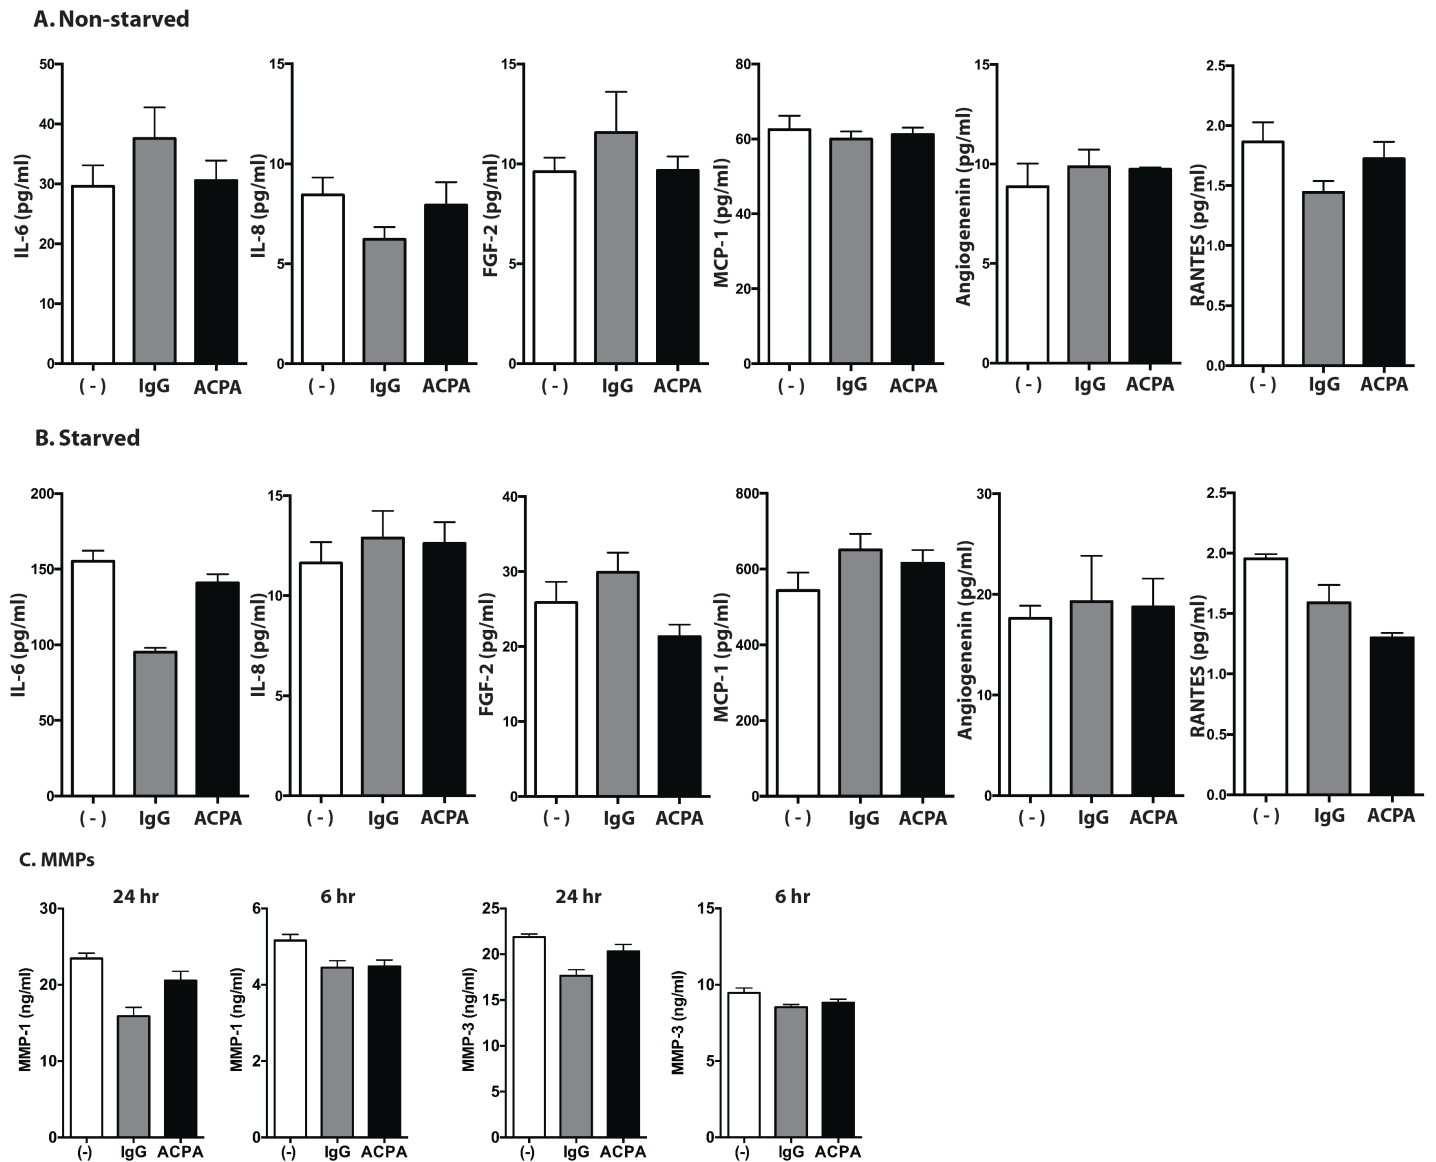 A. Non-starved
IL-6 (pg/ml)
50
40
30
20
10
0
(-) IgG ACPA
IL-8 (pg/ml)
15
10
5
0
(-) IgG ACPA
FGF-2 (pg/ml)
15
10
5
0
(-) IgG ACPA
MCP-1 (pg/ml)
80
60
40
20
0
(-) IgG ACPA
Angiogenenin (pg/ml)
15
10
5
0
(-) IgG ACPA
RANTES (pg/ml)
2.5
2.0
1.5
1.0
0.5
0.0
(-) IgG ACPA
B. Starved
IL-6 (pg/ml)
200
150
100
50
0
(-) IgG ACPA
IL-8 (pg/ml)
15
10
5
0
(-) IgG ACPA
FGF-2 (pg/ml)
40
30
20
10
0
(-) IgG ACPA
MCP-1 (pg/ml)
800
600
400
200
0
(-) IgG ACPA
Angiogenenin (pg/ml)
30
20
10
0
(-) IgG ACPA
RANTES (pg/ml)
2.5
2.0
1.5
1.0
0.5
0.0
(-) IgG ACPA
C. MMPs
24 hr
MMP-1 (ng/ml)
30
20
10
0
(-) IgG ACPA
6 hr
MMP-1 (ng/ml)
6
4
2
0
(-) IgG ACPA
24 hr
MMP-3 (ng/ml)
25
20
15
10
5
0
(-) IgG ACPA
6 hr
MMP-3 (ng/ml)
15
10
5
0
(-) IgG ACPA